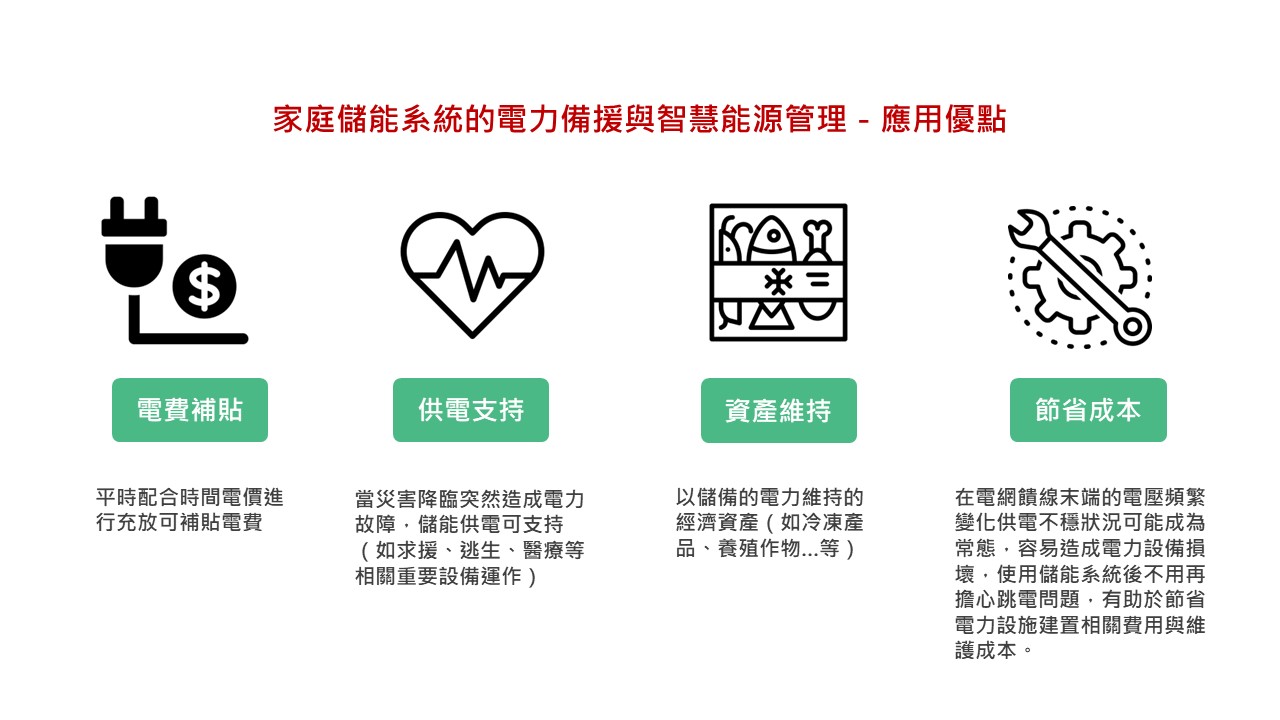 家庭儲能系統的電力備援與智慧能源管理 - 應用優點
$
電費補貼
平時配合時間電價進
行充放可補貼電費
供電支持
當災害降臨突然造成電力
故障，儲能供電可支持
（如求援、逃生、醫療等
相關重要設備運作）
資產維持
以儲備的電力維持的
經濟資產（如冷凍產
品、養殖作物...等）
節省成本
在電網饋線末端的電壓頻繁
變化供電不穩狀況可能成為
常態，容易造成電力設備損
壞，使用儲能系統後不用再
擔心跳電問題，有助於節省
電力設施建置相關費用與維
護成本。